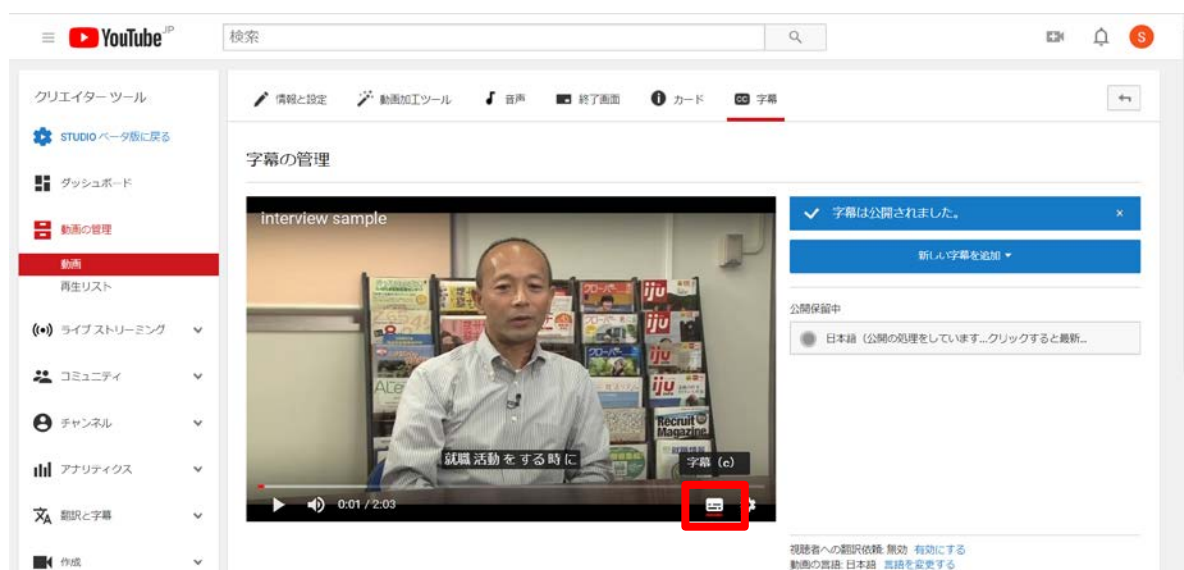 YouTube JP
検索
S
クリエイター ツール
STUDIO ベータ版に戻る
ダッシュボード
動画の管理
動画
再生リスト
ライブ ストリーミング
コミュニティ
チャンネル
アナリティクス
翻訳と字幕
作成
情報と設定
動画加工ツール
音声
終了画面
カード
CC 字幕
字幕の管理
interview sample
iju
iju
iju
iju
Recruit
Magazine
就職活動をする時に
字幕 (c)
0:01 / 2:03
字幕は公開されました。 ×
新しい字幕を追加
公開保留中
日本語（公開の処理をしています...クリックすると最新...
視聴者への翻訳依頼: 無効 有効にする
動画の言語: 日本語 言語を変更する